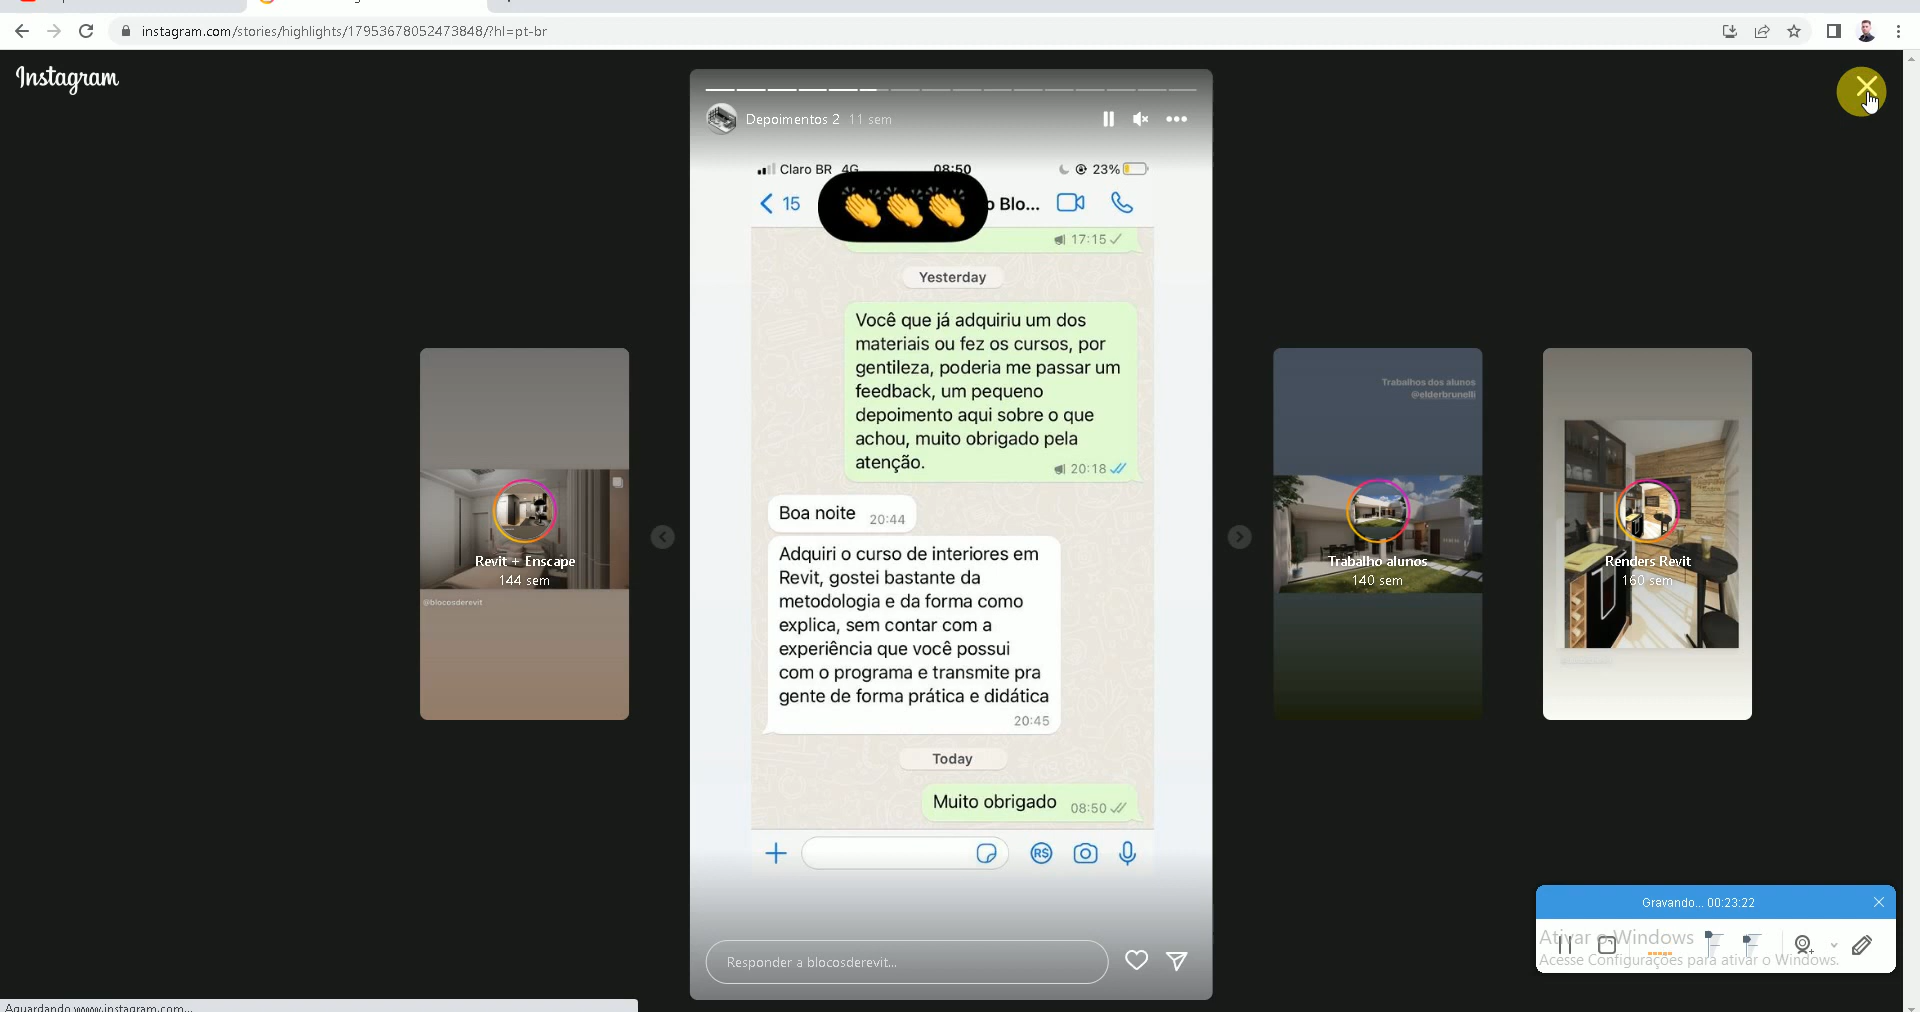 instagram.com/stories/highlights/17953678052473848/?hl=pt-br
Instagram
Depoimentos 2 11 sem
Claro BR 4G 08:50 23%
15 o Blo...
17:15
Yesterday
Você que já adquiriu um dos
materiais ou fez os cursos, por
gentileza, poderia me passar um
feedback, um pequeno
depoimento aqui sobre o que
achou, muito obrigado pela
atenção.
20:18
Boa noite 20:44
Adquiri o curso de interiores em
Revit, gostei bastante da
metodologia e da forma como
explica, sem contar com a
experiência que você possui
com o programa e transmite pra
gente de forma prática e didática
20:45
Today
Muito obrigado 08:50
R$
Responder a blocosderevit...
Revit + Enscape
144 sem
@blocosderevit
Trabalhos dos alunos
@elderbrunelli
Trabalho alunos
140 sem
Renders Revit
160 sem
Gravando... 00:23:22
Ativar o Windows
Acesse Configurações para ativar o Windows.
Aguardando www.instagram.com...